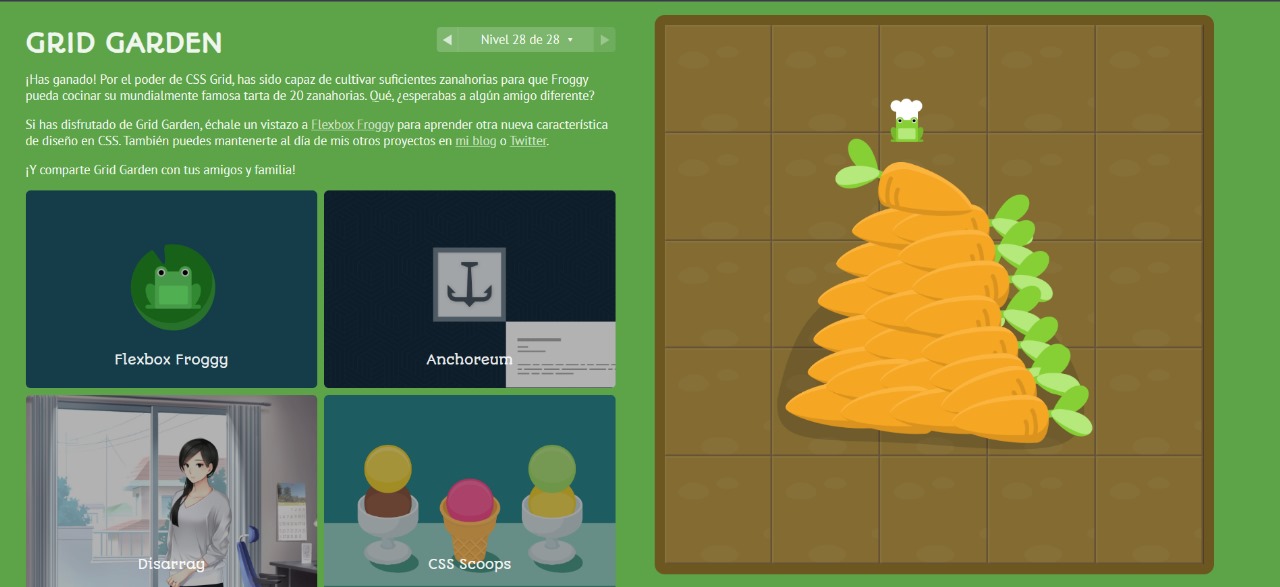 GRID GARDEN
Nivel 28 de 28
¡Has ganado! Por el poder de CSS Grid, has sido capaz de cultivar suficientes zanahorias para que Froggy
pueda cocinar su mundialmente famosa tarta de 20 zanahorias. Qué, ¿esperabas a algún amigo diferente?
Si has disfrutado de Grid Garden, échale un vistazo a Flexbox Froggy para aprender otra nueva característica
de diseño en CSS. También puedes mantenerte al día de mis otros proyectos en mi blog o Twitter.
¡Y comparte Grid Garden con tus amigos y familia!
Flexbox Froggy
Anchoreum
Disarray
CSS Scoops